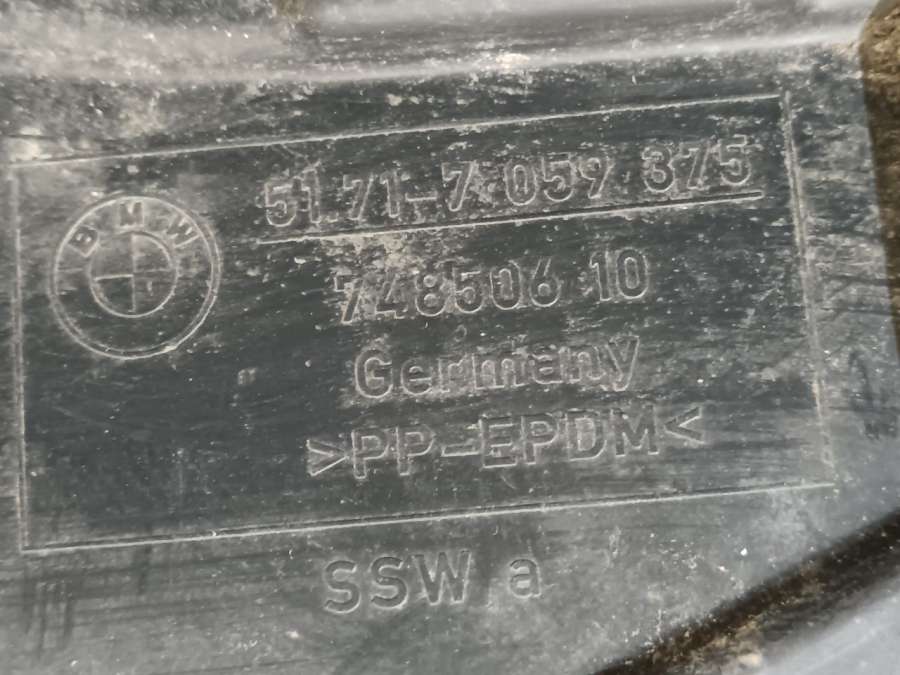 BMW
51.71-7 059 375
748506 10
Germany
>PP-EPDM<
SSW a